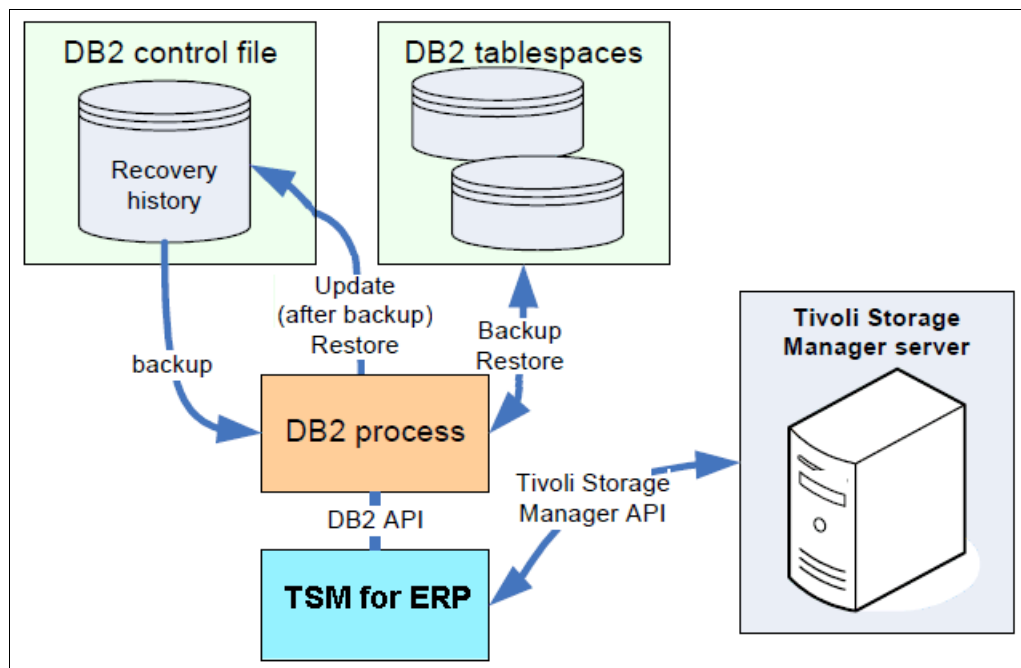 DB2 control file
DB2 tablespaces
Recovery
history
Update
(after backup)
Restore
backup
Backup
Restore
Tivoli Storage
Manager server
DB2 process
Tivoli Storage
Manager API
DB2 API
TSM for ERP